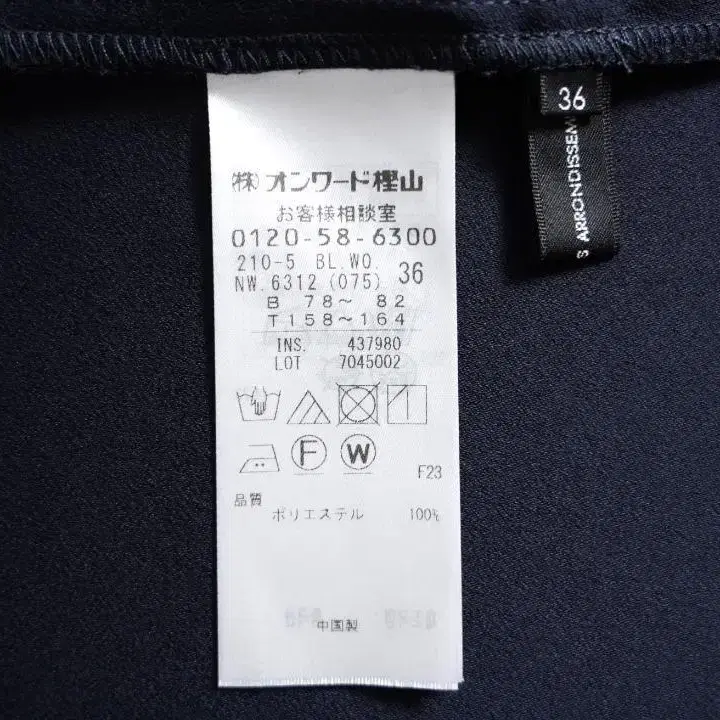 (株)オンワード樫山
お客様相談室
0120-58-6300
210-5 BL.WO.
NW.6312 (075) 36
B 78～ 82
T158～164
INS. 437980
LOT 7045002
F
W
F23
品質
ポリエステル 100%
中国製
36
S ARRONDISSEM